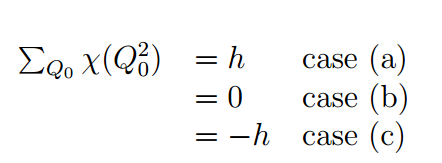 ∑_{Q_0} χ(Q_0^2) = h case (a)
= 0 case (b)
= −h case (c)